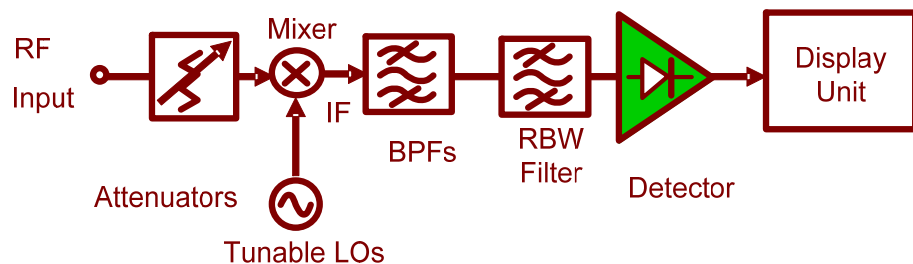 RF
Input
Attenuators
Mixer
IF
Tunable LOs
BPFs
RBW
Filter
Detector
Display
Unit